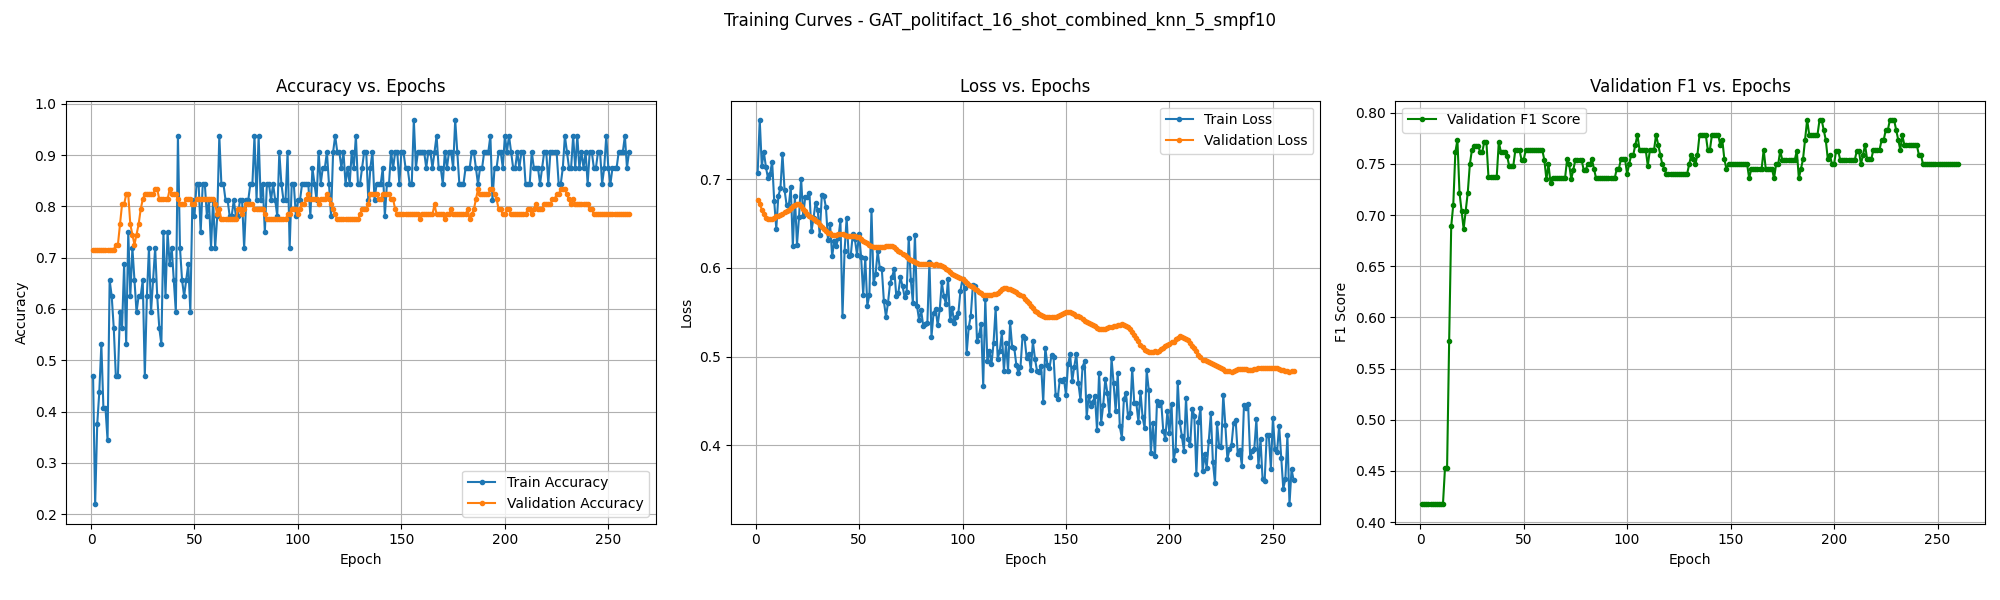 Training Curves - GAT_politifact_16_shot_combined_knn_5_smpf10
Accuracy vs. Epochs
1.0
0.9
0.8
0.7
0.6
0.5
0.4
0.3
0.2
Accuracy
0 50 100 150 200 250
Epoch
Train Accuracy
Validation Accuracy
Loss vs. Epochs
0.7
0.6
0.5
0.4
Loss
0 50 100 150 200 250
Epoch
Train Loss
Validation Loss
Validation F1 vs. Epochs
0.80
0.75
0.70
0.65
0.60
0.55
0.50
0.45
0.40
F1 Score
0 50 100 150 200 250
Epoch
Validation F1 Score